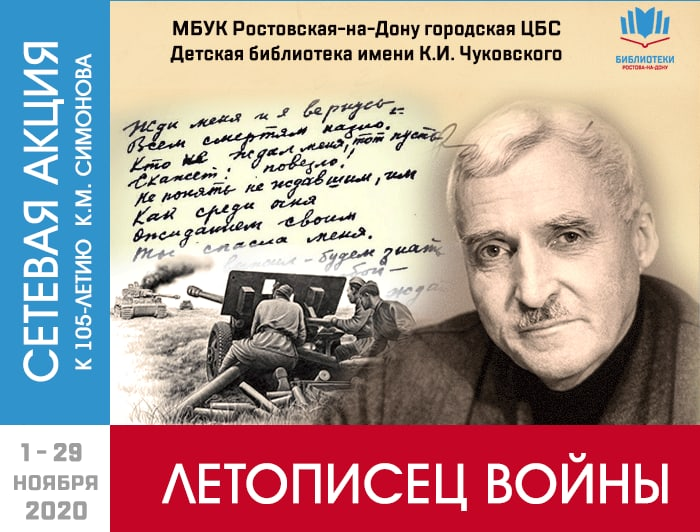 МБУК Ростовская-на-Дону городская ЦБС
Детская библиотека имени К.И. Чуковского
БИБЛИОТЕКИ
РОСТОВА-НА-ДОНУ
СЕТЕВАЯ АКЦИЯ
К 105-ЛЕТИЮ К.М. СИМОНОВА
Жди меня и я вернусь
Всем смертям назло.
Кто не ждал меня, тот пусть
Скажет: повезло!
Не понять не ждавшим, им
Как среди огня
Ожиданием своим
Ты спасла меня.
будем знать
1 - 29
НОЯБРЯ
2020
ЛЕТОПИСЕЦ ВОЙНЫ